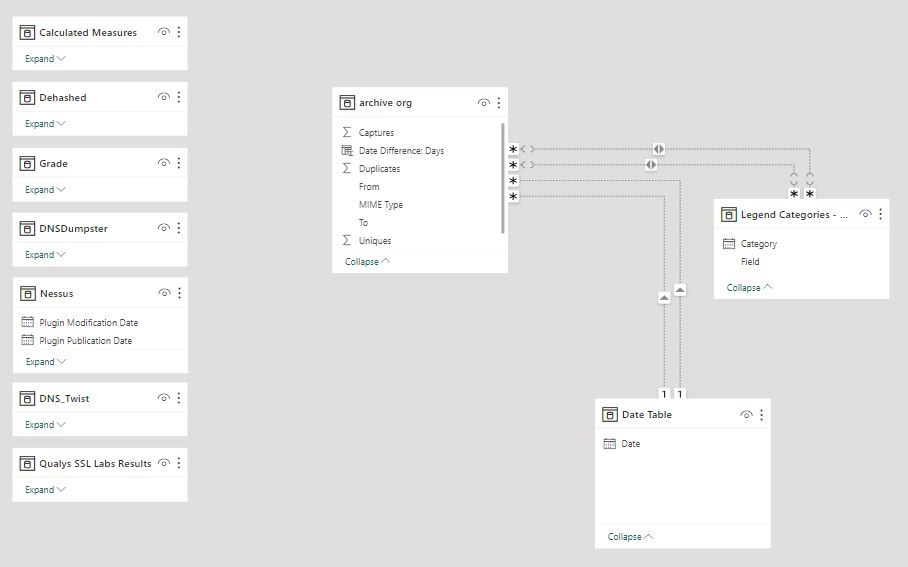 Calculated Measures
Expand
Dehashed
Expand
Grade
Expand
DNSDumpster
Expand
Nessus
Plugin Modification Date
Plugin Publication Date
Expand
DNS_Twist
Expand
Qualys SSL Labs Results
Expand
archive org
Captures
Date Difference: Days
Duplicates
From
MIME Type
To
Uniques
Collapse
*
*
*
*
* *
Legend Categories - ...
Category
Field
Collapse
1 1
Date Table
Date
Collapse